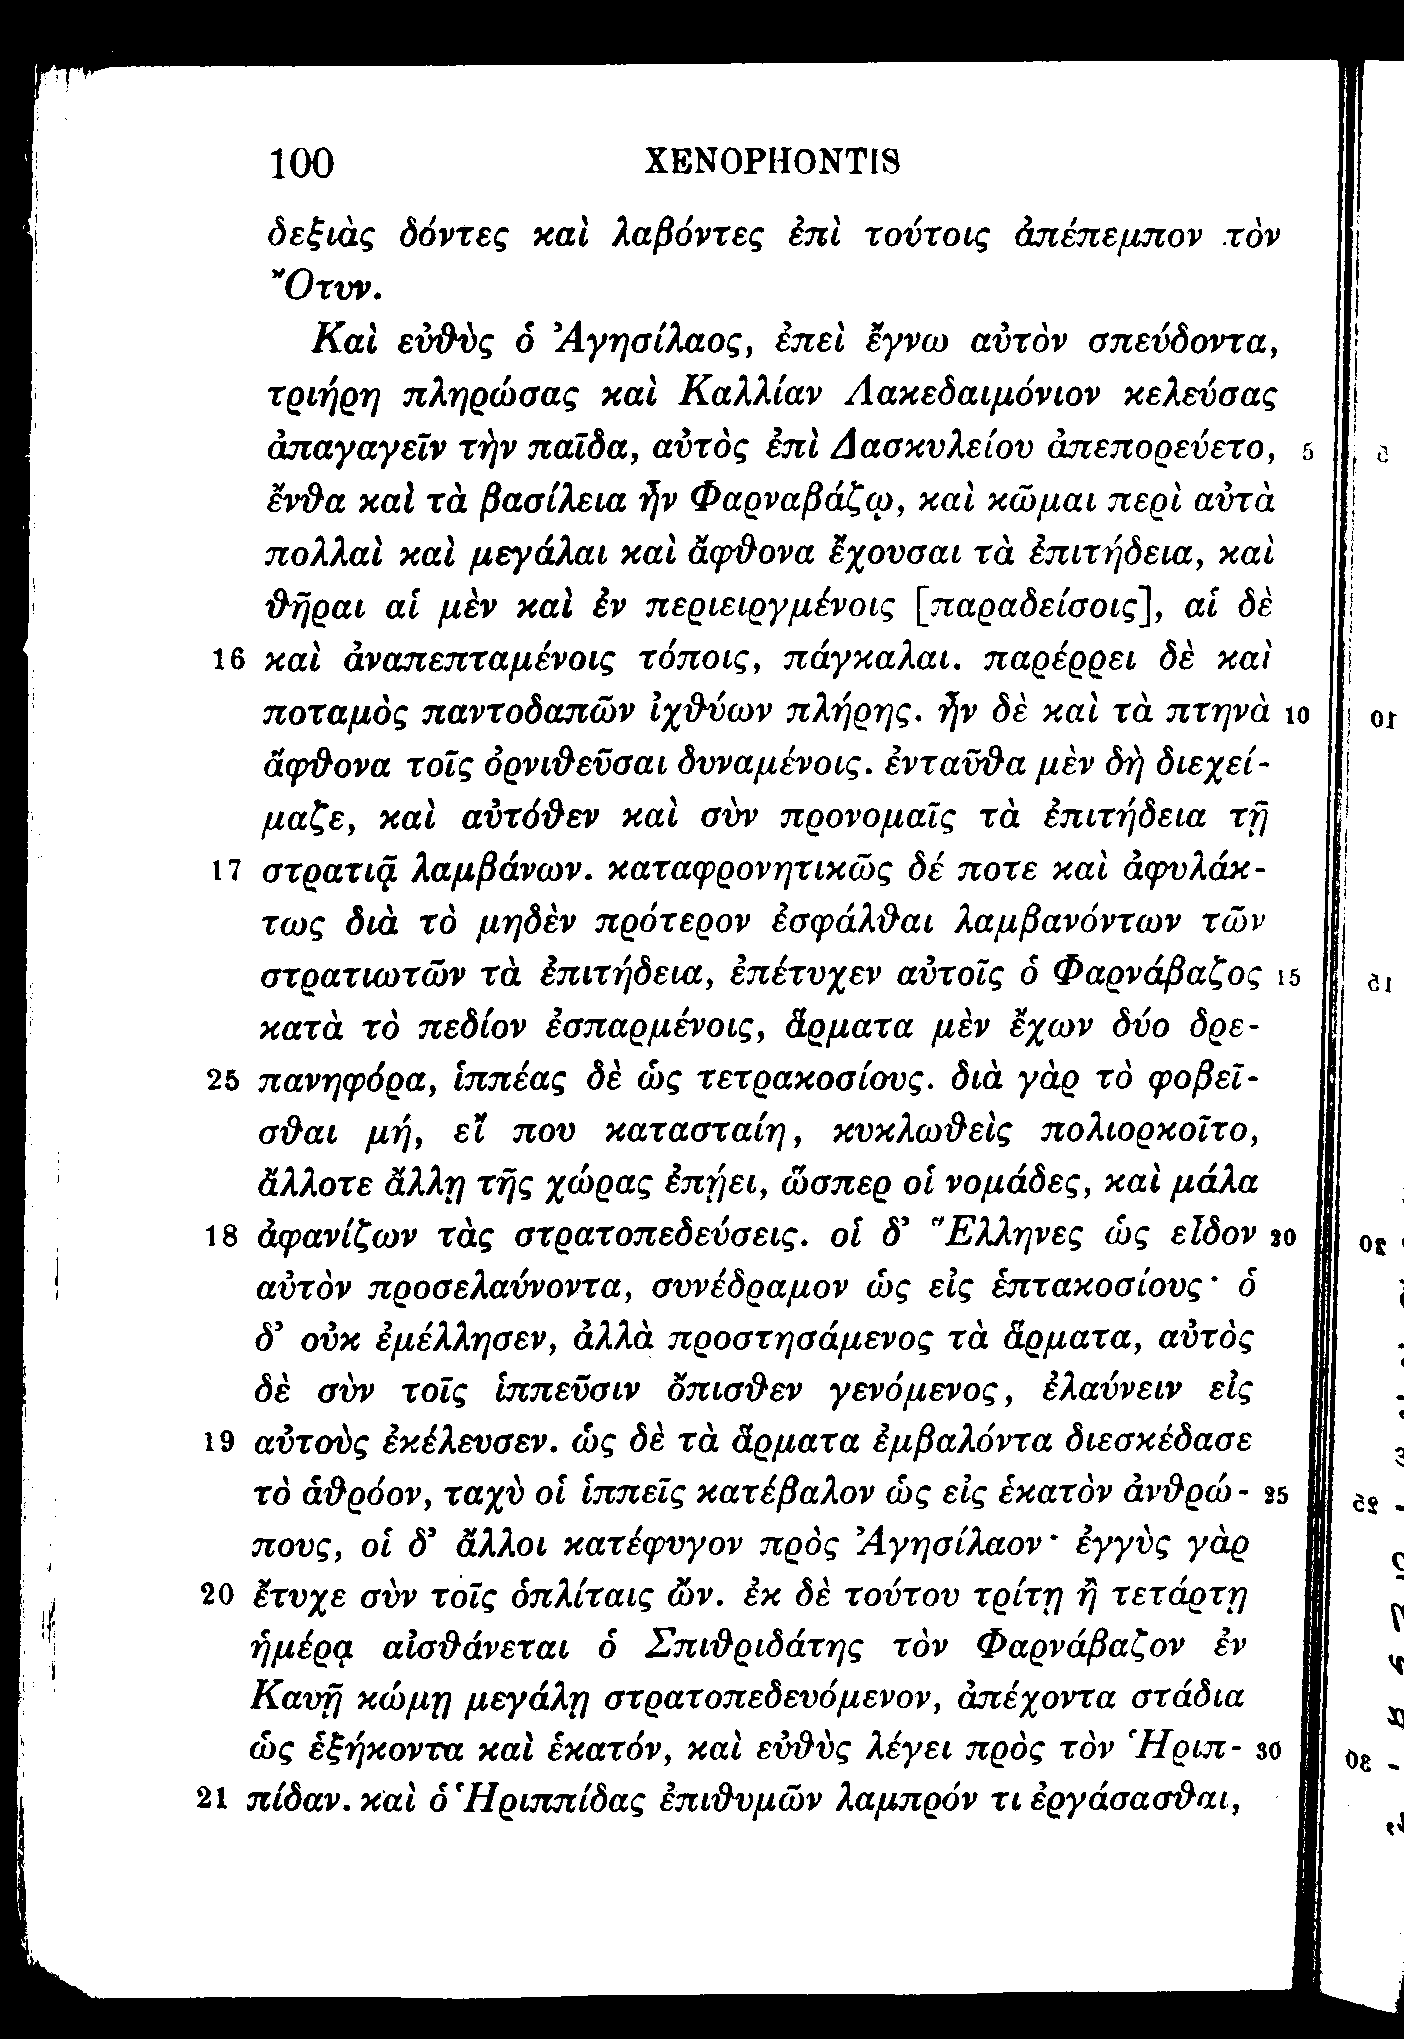 100 XENOPHONTIS
δεξιὰς δόντες καὶ λαβόντες ἐπὶ τούτοις ἀπέπεμπον τὸν
Ὄτυν.
Καὶ εὐθὺς ὁ Ἀγησίλαος, ἐπεὶ ἔγνω αὐτὸν σπεύδοντα,
τριήρη πληρώσας καὶ Καλλίαν Λακεδαιμόνιον κελεύσας
ἀπαγαγεῖν τὴν παῖδα, αὐτὸς ἐπὶ Δασκυλείου ἀπεπορεύετο, 5
ἔνθα καὶ τὰ βασίλεια ἦν Φαρναβάζῳ, καὶ κῶμαι περὶ αὐτὰ
πολλαὶ καὶ μεγάλαι καὶ ἄφθονα ἔχουσαι τὰ ἐπιτήδεια, καὶ
θῆραι αἱ μὲν καὶ ἐν περιειργμένοις [παραδείσοις], αἱ δὲ
16 καὶ ἀναπεπταμένοις τόποις, πάγκαλαι. παρέρρει δὲ καὶ
ποταμὸς παντοδαπῶν ἰχθύων πλήρης. ἦν δὲ καὶ τὰ πτηνὰ 10
ἄφθονα τοῖς ὀρνιθεῦσαι δυναμένοις. ἐνταῦθα μὲν δὴ διεχεί-
μαζε, καὶ αὐτόθεν καὶ σὺν προνομαῖς τὰ ἐπιτήδεια τῇ
17 στρατιᾷ λαμβάνων. καταφρονητικῶς δέ ποτε καὶ ἀφυλάκ-
τως διὰ τὸ μηδὲν πρότερον ἐσφάλθαι λαμβανόντων τῶν
στρατιωτῶν τὰ ἐπιτήδεια, ἐπέτυχεν αὐτοῖς ὁ Φαρνάβαζος 15
κατὰ τὸ πεδίον ἐσπαρμένοις, ἅρματα μὲν ἔχων δύο δρε-
25 πανηφόρα, ἱππέας δὲ ὡς τετρακοσίους. διὰ γὰρ τὸ φοβεῖ-
σθαι μή, εἴ που κατασταίη, κυκλωθεὶς πολιορκοῖτο,
ἄλλοτε ἄλλῃ τῆς χώρας ἐπῄει, ὥσπερ οἱ νομάδες, καὶ μάλα
18 ἀφανίζων τὰς στρατοπεδεύσεις. οἱ δ’ Ἕλληνες ὡς εἶδον 20
αὐτὸν προσελαύνοντα, συνέδραμον ὡς εἰς ἑπτακοσίους· ὁ
δ’ οὐκ ἐμέλλησεν, ἀλλὰ προστησάμενος τὰ ἅρματα, αὐτὸς
δὲ σὺν τοῖς ἱππεῦσιν ὄπισθεν γενόμενος, ἐλαύνειν εἰς
19 αὐτοὺς ἐκέλευσεν. ὡς δὲ τὰ ἅρματα ἐμβαλόντα διεσκέδασε
τὸ ἁθρόον, ταχὺ οἱ ἱππεῖς κατέβαλον ὡς εἰς ἑκατὸν ἀνθρώ- 25
πους, οἱ δ’ ἄλλοι κατέφυγον πρὸς Ἀγησίλαον· ἐγγὺς γὰρ
20 ἔτυχε σὺν τοῖς ὁπλίταις ὤν. ἐκ δὲ τούτου τρίτῃ ἢ τετάρτῃ
ἡμέρᾳ αἰσθάνεται ὁ Σπιθριδάτης τὸν Φαρνάβαζον ἐν
Καυῇ κώμῃ μεγάλῃ στρατοπεδευόμενον, ἀπέχοντα στάδια
ὡς ἑξήκοντα καὶ ἑκατόν, καὶ εὐθὺς λέγει πρὸς τὸν Ἡριπ- 30
21 πίδαν. καὶ ὁ Ἡριππίδας ἐπιθυμῶν λαμπρόν τι ἐργάσασθαι,